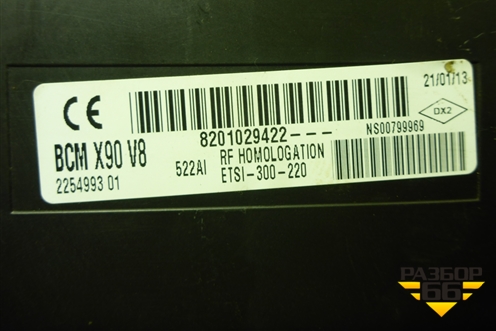 21/01/13
CE
DX2
8201029422---
NS00799969
BCM X90 V8
522AI
RF HOMOLOGATION
2254993 01
ETSI-300-220
РАЗБОР
66